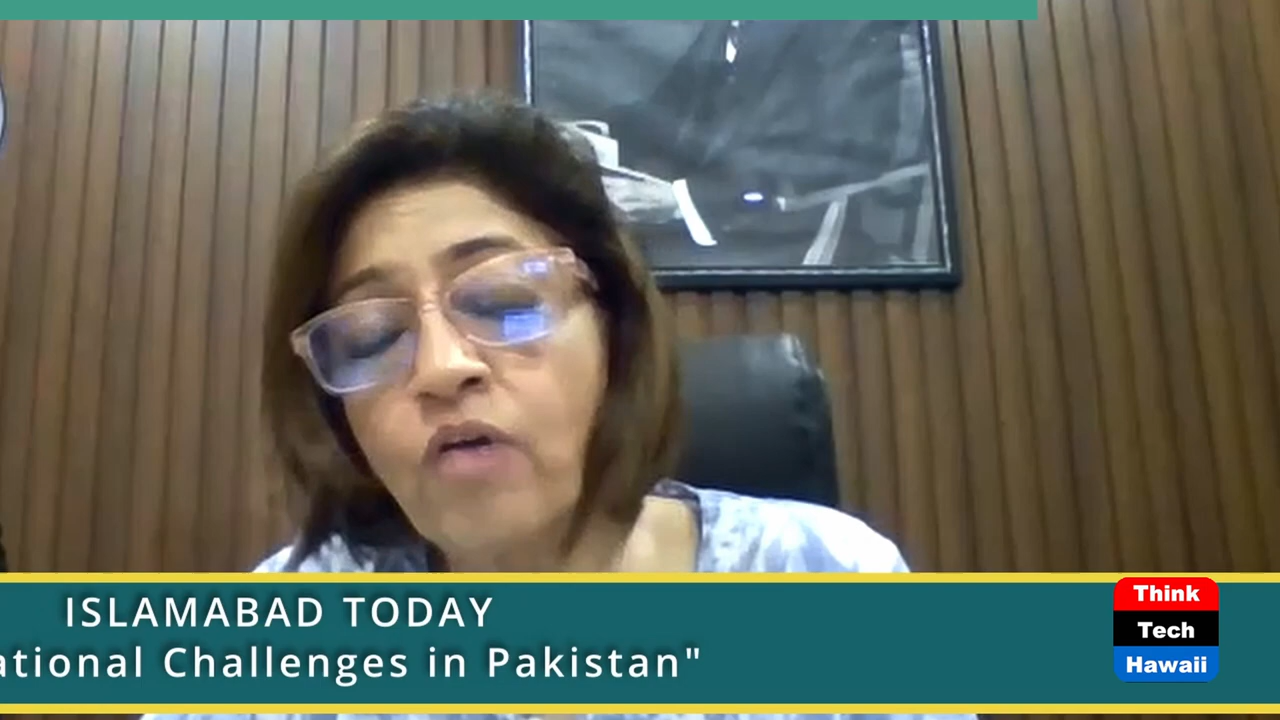 ISLAMABAD TODAY
ational Challenges in Pakistan"
Think
Tech
Hawaii